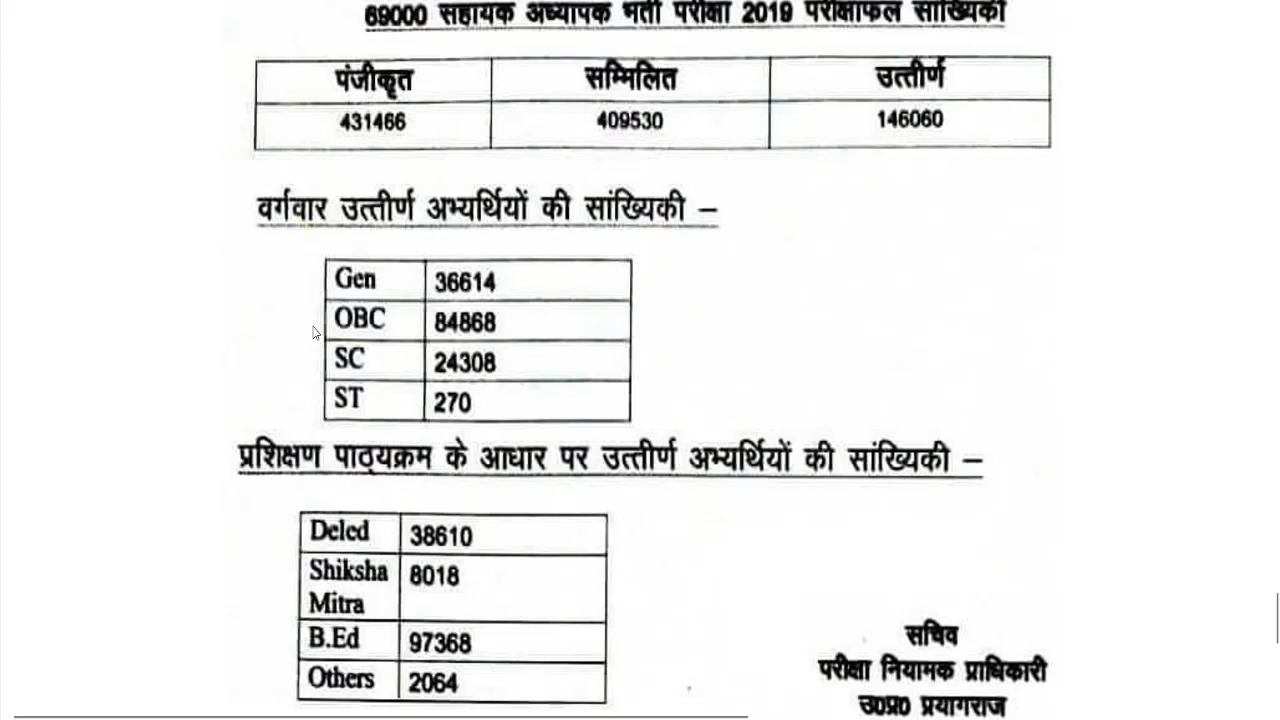 69000 सहायक अध्यापक भर्ती परीक्षा 2019 परीक्षाफल सांख्यिकी
पंजीकृत सम्मिलित उत्तीर्ण
431466 409530 146060
वर्गवार उत्तीर्ण अभ्यर्थियों की सांख्यिकी –
Gen 36614
OBC 84868
SC 24308
ST 270
प्रशिक्षण पाठ्यक्रम के आधार पर उत्तीर्ण अभ्यर्थियों की सांख्यिकी –
Deled 38610
Shiksha 8018
Mitra
B.Ed 97368
Others 2064
सचिव
परीक्षा नियामक प्राधिकारी
उ0प्र0 प्रयागराज